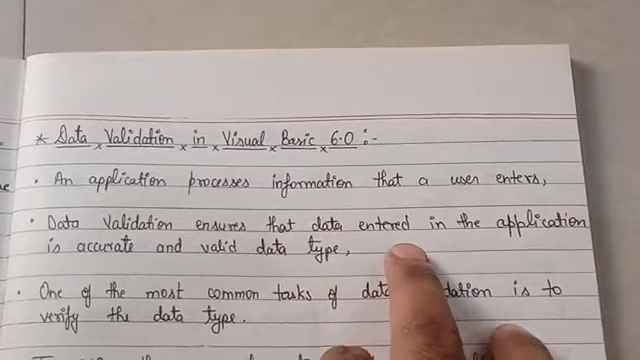 * Data Validation in Visual Basic 6.0 :-
• An application processes information that a user enters,
• Data Validation ensures that data entered in the application
is accurate and valid data type,
• One of the most common tasks of is to
verify the data type.